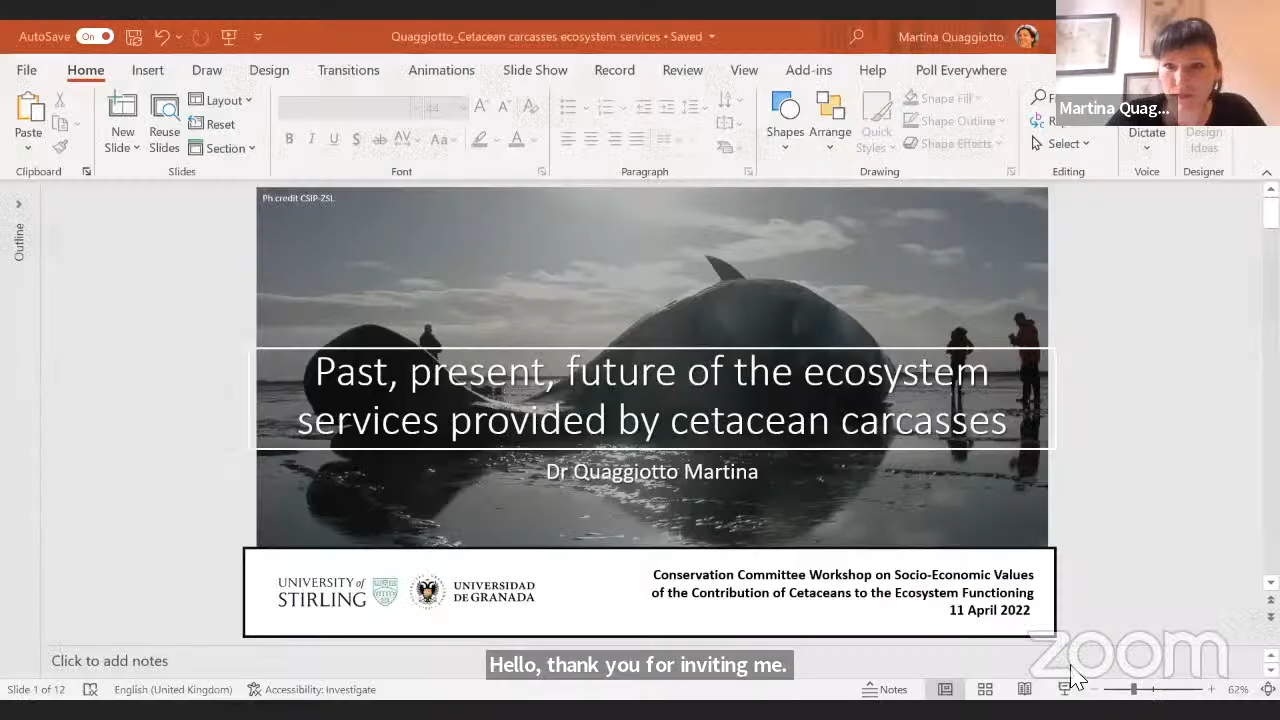 AutoSave On
Quaggiotto_Cetacean carcasses ecosystem services • Saved
Martina Quaggiotto
File Home Insert Draw Design Transitions Animations Slide Show Record Review View Add-ins Help Poll Everywhere
Martina Quag...
Paste
New Slide
Reuse Slides
Layout
Reset
Section
44
B I U S ab AV Aa A
Shapes
Arrange
Quick Styles
Shape Fill
Shape Outline
Shape Effects
Select
Dictate
Design Ideas
Clipboard Slides Font Paragraph Drawing Editing Voice Designer
Outline
Ph credit CSIP-ZSL
Past, present, future of the ecosystem
services provided by cetacean carcasses
Dr Quaggiotto Martina
UNIVERSITY of
STIRLING
UNIVERSIDAD
DE GRANADA
Conservation Committee Workshop on Socio-Economic Values
of the Contribution of Cetaceans to the Ecosystem Functioning
11 April 2022
zoom
Click to add notes
Hello, thank you for inviting me.
Slide 1 of 12 English (United Kingdom) Accessibility: Investigate Notes 62%